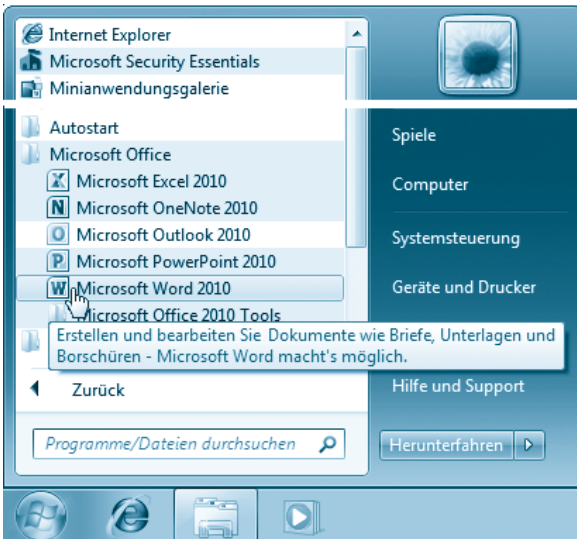 Internet Explorer
Microsoft Security Essentials
Minianwendungsgalerie
Autostart
Microsoft Office
Microsoft Excel 2010
Microsoft OneNote 2010
Microsoft Outlook 2010
Microsoft PowerPoint 2010
Microsoft Word 2010
Microsoft Office 2010 Tools
Erstellen und bearbeiten Sie Dokumente wie Briefe, Unterlagen und
Borschüren - Microsoft Word macht's möglich.
Zurück
Programme/Dateien durchsuchen
Spiele
Computer
Systemsteuerung
Geräte und Drucker
Hilfe und Support
Herunterfahren